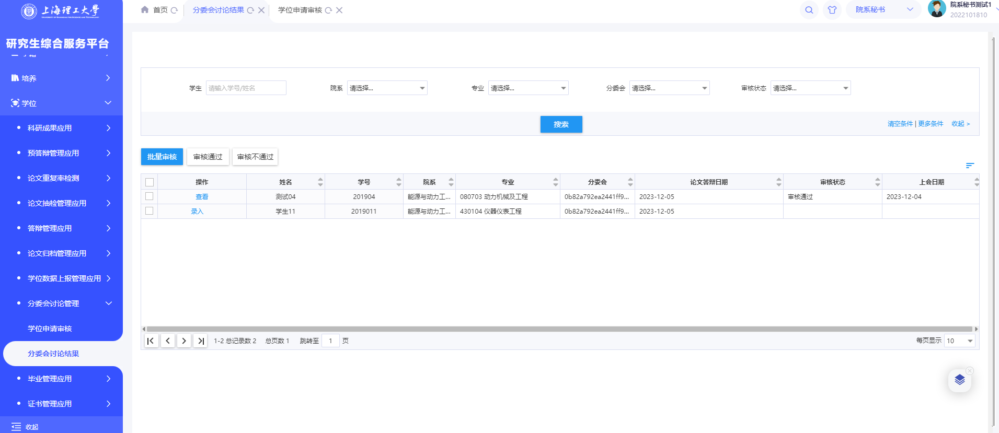 上海理工大學
UNIVERSITY OF SHANGHAI FOR SCIENCE AND TECHNOLOGY
首页
分委会讨论结果
学位申请审核
院系秘书
院系秘书测试1
2022101810
研究生综合服务平台
培养
学位
科研成果应用
预答辩管理应用
论文重复率检测
论文抽检管理应用
答辩管理应用
论文归档管理应用
学位数据上报管理应用
分委会讨论管理
学位申请审核
分委会讨论结果
毕业管理应用
证书管理应用
收起
学生 请输入学号/姓名 院系 请选择... 专业 请选择... 分委会 请选择... 审核状态 请选择...
搜索
清空条件 | 更多条件 收起 >
批量审核 审核通过 审核不通过
操作 姓名 学号 院系 专业 分委会 论文答辩日期 审核状态 上会日期
查看 测试04 201904 能源与动力工... 080703 动力机械及工程 0b82a792ea2441ff9... 2023-12-05 审核通过 2023-12-04
录入 学生11 2019011 能源与动力工... 430104 仪器仪表工程 0b82a792ea2441ff9... 2023-12-05
1-2 总记录数 2 总页数 1 跳转至 1 页 每页显示 10